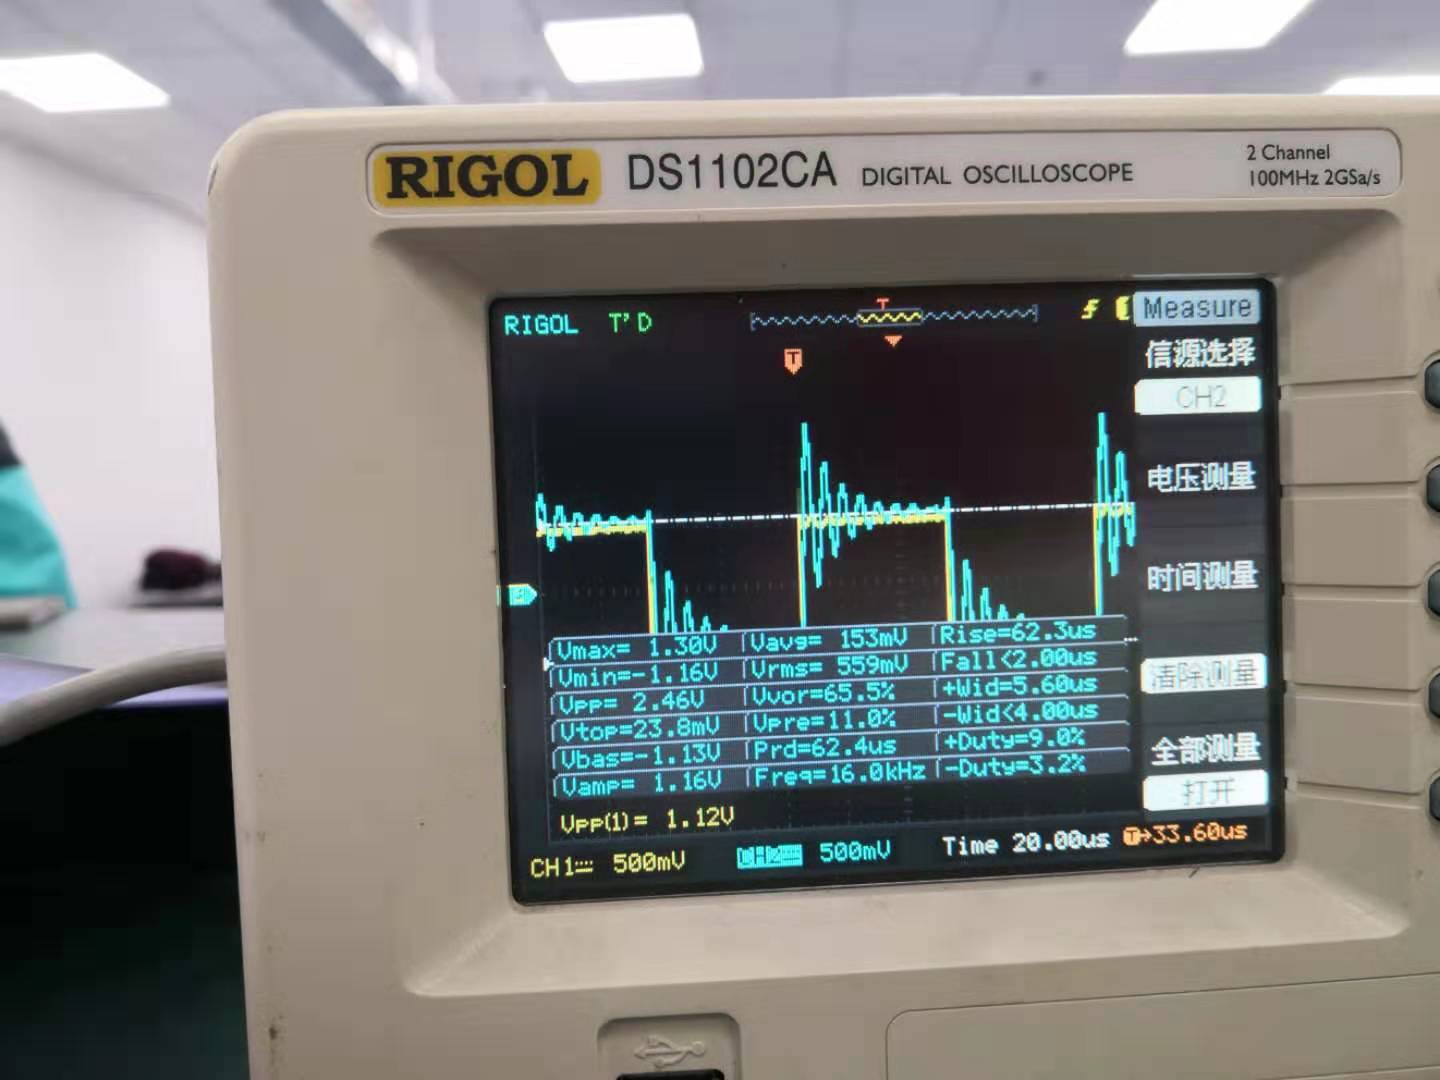 RIGOL DS1102CA DIGITAL OSCILLOSCOPE
2 Channel
100MHz 2GSa/s
RIGOL T'D
T
T
Measure
信源选择
CH2
电压测量
时间测量
清除测量
全部测量
打开
Vmax= 1.30V Vavg= 153mV Rise=62.3us
Vmin=-1.16V Vrms= 559mV Fall<2.00us
Vpp= 2.46V Vovr=65.5% +Wid=5.60us
Vtop=23.8mV Vpre=11.0% -Wid<4.00us
Vbas=-1.13V Prd=62.4us +Duty=9.0%
Vamp= 1.16V Freq=16.0kHz -Duty=3.2%
Vpp(1)= 1.12V
CH1 500mV 500mV Time 20.00us T→33.60us